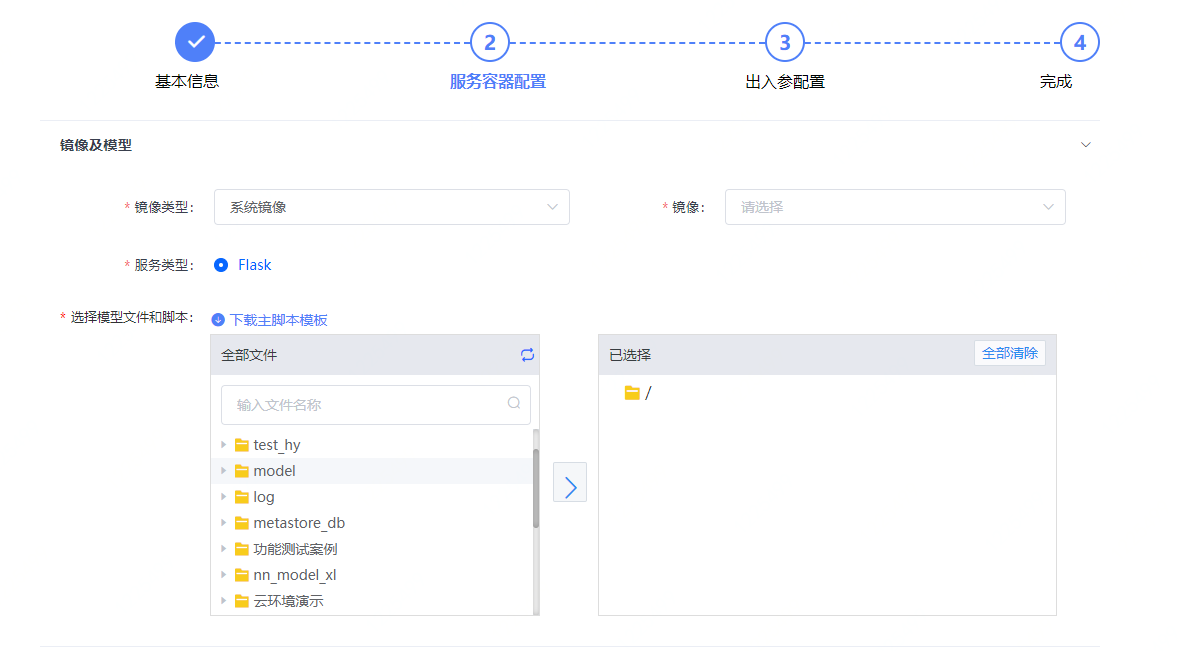 2 3 4
基本信息 服务容器配置 出入参配置 完成
镜像及模型
* 镜像类型： 系统镜像 * 镜像： 请选择
* 服务类型： Flask
* 选择模型文件和脚本： 下载主脚本模板
全部文件 已选择 全部清除
输入文件名称 /
test_hy
model
log
metastore_db
功能测试案例
nn_model_xl
云环境演示